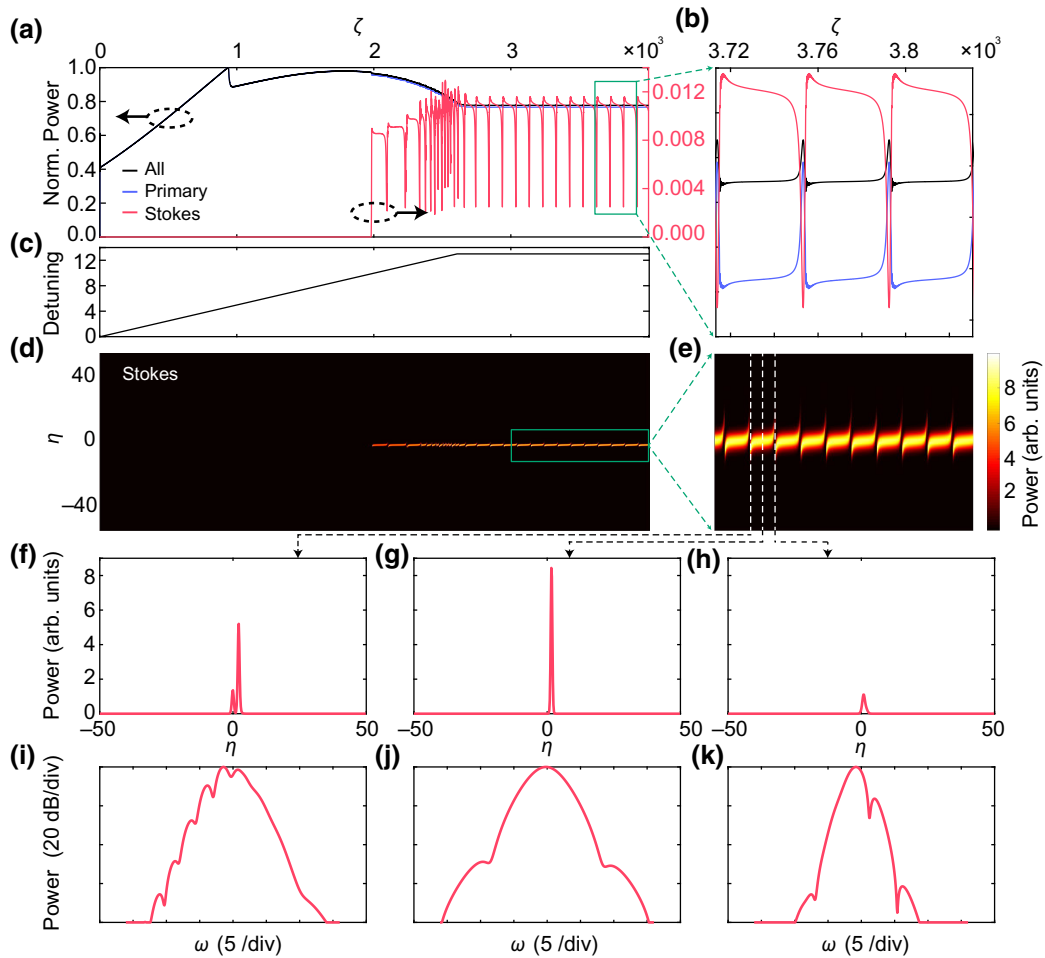 (a) ζ (b) ζ
0 1 2 3 ×10³ 3.72 3.76 3.8 ×10³
Norm. Power
1.0
0.8
0.6
0.4
0.2
0.0
All
Primary
Stokes
0.012
0.008
0.004
0.000
(c)
Detuning
12
8
4
0
(d) (e)
Stokes
η
40
0
–40
Power (arb. units)
8
6
4
2
(f) (g) (h)
Power (arb. units)
8
6
4
2
0
–50 0 50 –50 0 50 –50 0 50
η η η
(i) (j) (k)
Power (20 dB/div)
ω (5 /div) ω (5 /div) ω (5 /div)